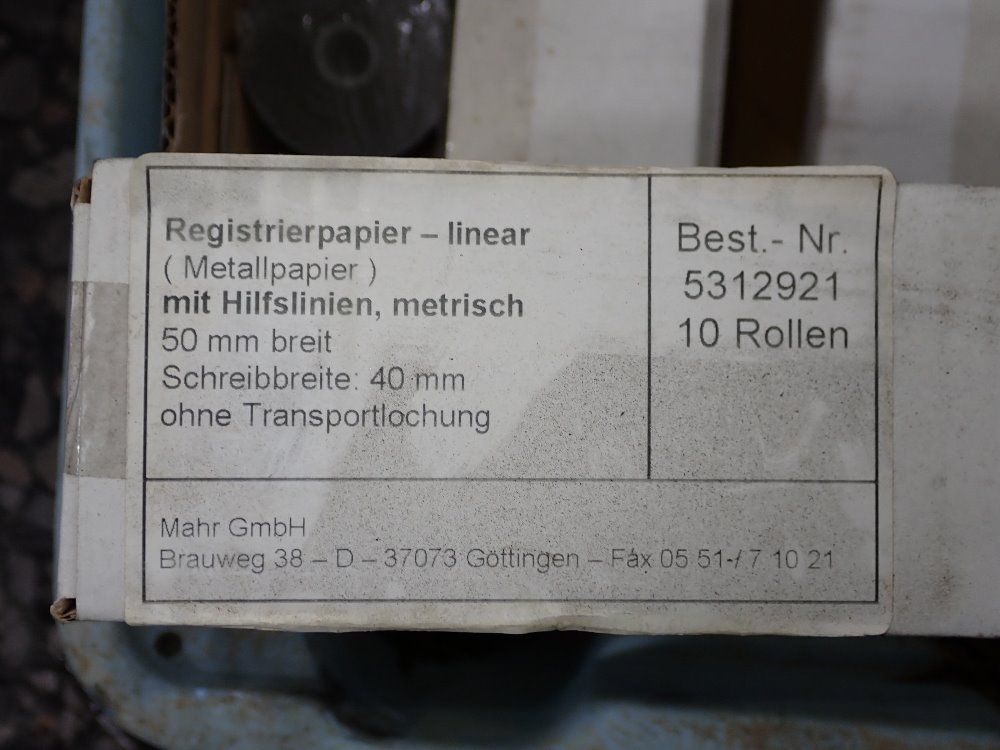 Registrierpapier – linear
( Metallpapier )
mit Hilfslinien, metrisch
50 mm breit
Schreibbreite: 40 mm
ohne Transportlochung
Best.- Nr.
5312921
10 Rollen
Mahr GmbH
Brauweg 38 – D – 37073 Göttingen – Fax 05 51-/ 7 10 21